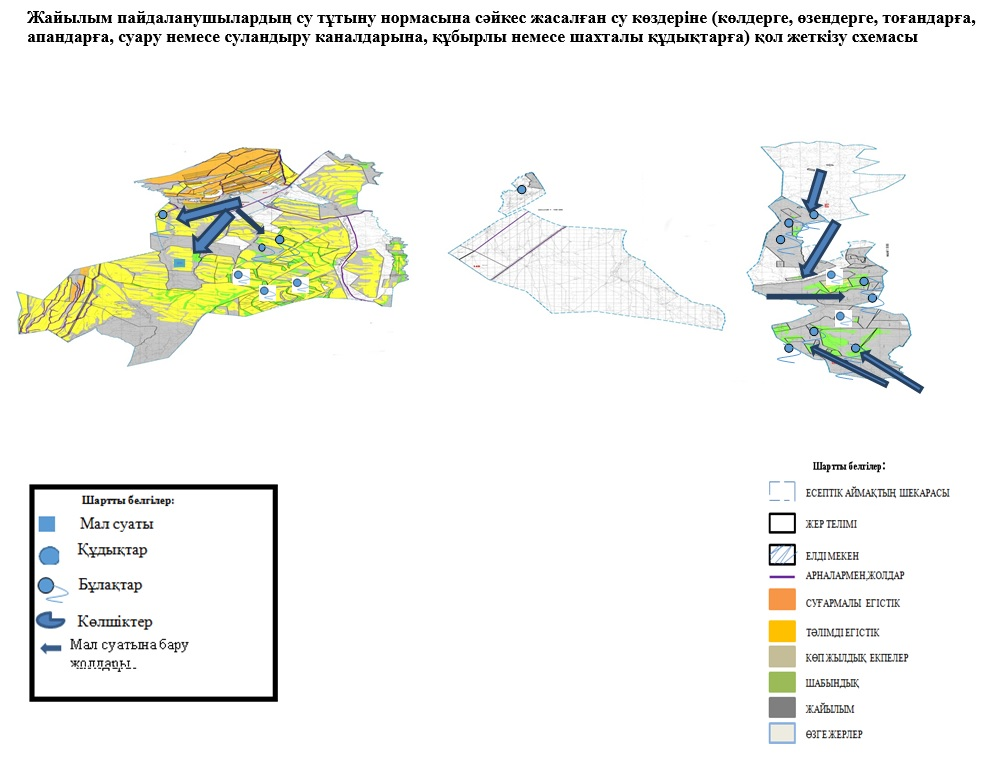 Жайылым пайдаланушылардың су тұтыну нормасына сәйкес жасалған су көздеріне (көлдерге, өзендерге, тоғандарға,
апандарға, суару немесе суландыру каналдарына, құбырлы немесе шахталы құдықтарға) қол жеткізу схемасы
Шартты белгілер:
Мал суаты
Құдықтар
Бұлақтар
Көлшіктер
Мал суатына бару
жолдары
Шартты белгілер:
ЕСЕПТІК АЙМАҚТЫҢ ШЕКАРАСЫ
ЖЕР ТЕЛІМІ
ЕЛДІ МЕКЕН
АРНАЛАРМЕН,ЖОЛДАР
СУҒАРМАЛЫ ЕГІСТІК
ТӘЛІМДІ ЕГІСТІК
КӨП ЖЫЛДЫҚ ЕКПЕЛЕР
ШАБЫНДЫҚ
ЖАЙЫЛЫМ
ӨЗГЕ ЖЕРЛЕР